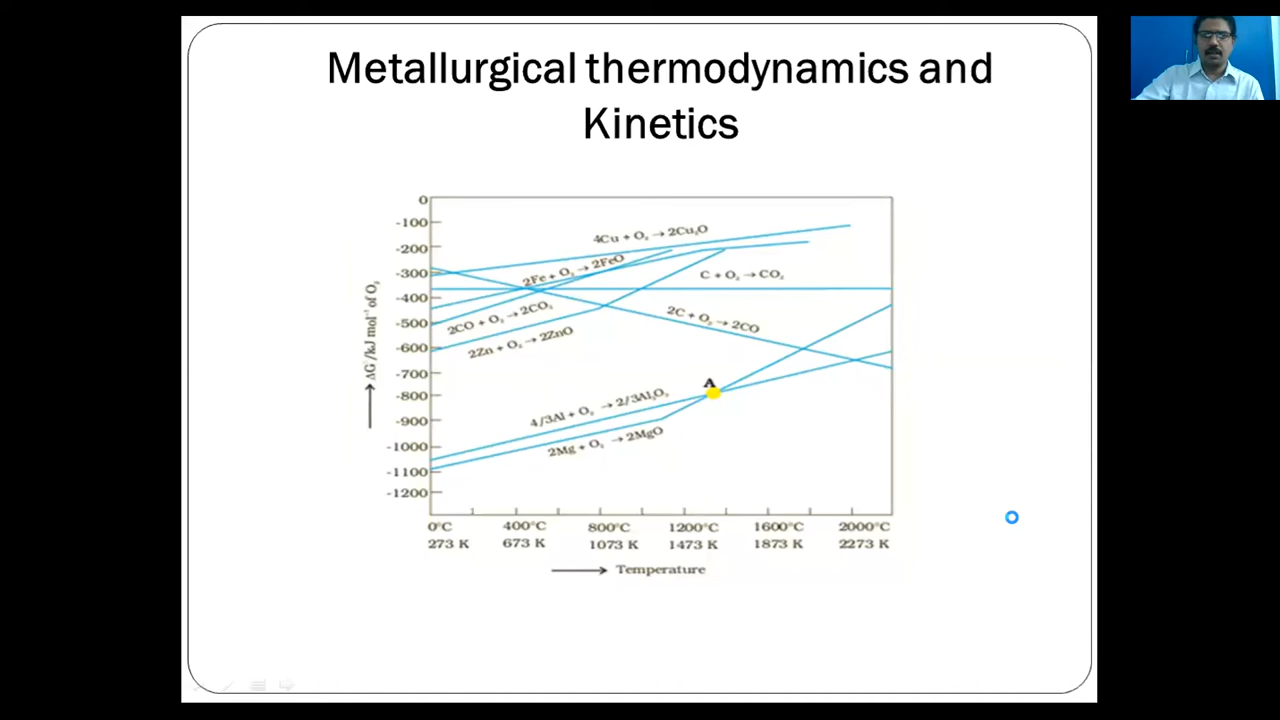 Metallurgical thermodynamics and
Kinetics
0
-100
-200
-300
-400
-500
-600
-700
-800
-900
-1000
-1100
-1200
ΔG°/kJ mol⁻¹ of O₂
4Cu + O₂ → 2Cu₂O
2Fe + O₂ → 2FeO
C + O₂ → CO₂
2CO + O₂ → 2CO₂
2C + O₂ → 2CO
2Zn + O₂ → 2ZnO
A
4/3Al + O₂ → 2/3Al₂O₃
2Mg + O₂ → 2MgO
0°C 400°C 800°C 1200°C 1600°C 2000°C
273 K 673 K 1073 K 1473 K 1873 K 2273 K
Temperature